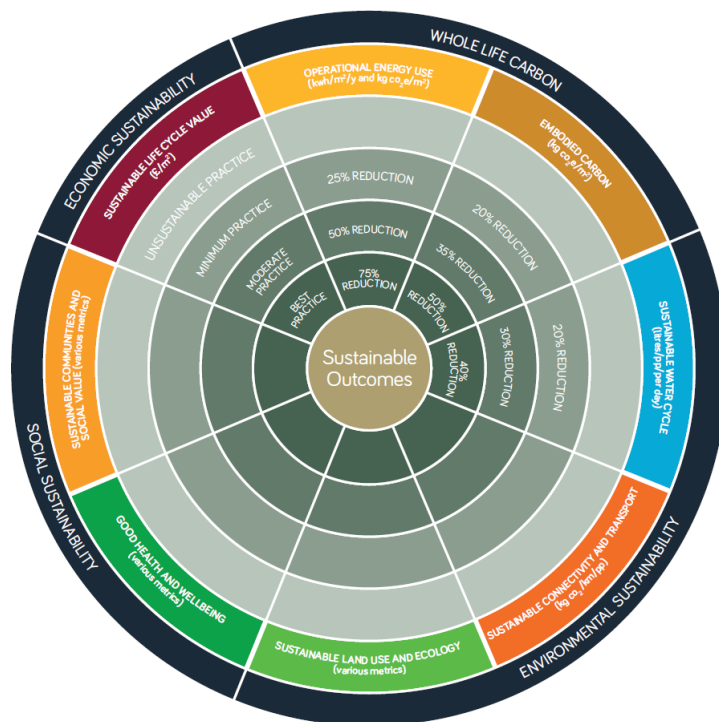 WHOLE LIFE CARBON
ECONOMIC SUSTAINABILITY
OPERATIONAL ENERGY USE
(kwh/m²/y and kg co₂e/m²)
EMBODIED CARBON
(kg co₂e/m²)
SUSTAINABLE LIFE CYCLE VALUE
(£/m²)
UNSUSTAINABLE PRACTICE
MINIMUM PRACTICE
MODERATE
PRACTICE
BEST
PRACTICE
25% REDUCTION
50% REDUCTION
75%
REDUCTION
20% REDUCTION
35% REDUCTION
50%
REDUCTION
20% REDUCTION
30% REDUCTION
40%
REDUCTION
Sustainable
Outcomes
SUSTAINABLE WATER CYCLE
(litres/pp/per day)
SUSTAINABLE COMMUNITIES AND
SOCIAL VALUE (various metrics)
SOCIAL SUSTAINABILITY
GOOD HEALTH AND WELLBEING
(various metrics)
SUSTAINABLE LAND USE AND ECOLOGY
(various metrics)
SUSTAINABLE CONNECTIVITY AND TRANSPORT
(kg co₂/km/pp)
ENVIRONMENTAL SUSTAINABILITY